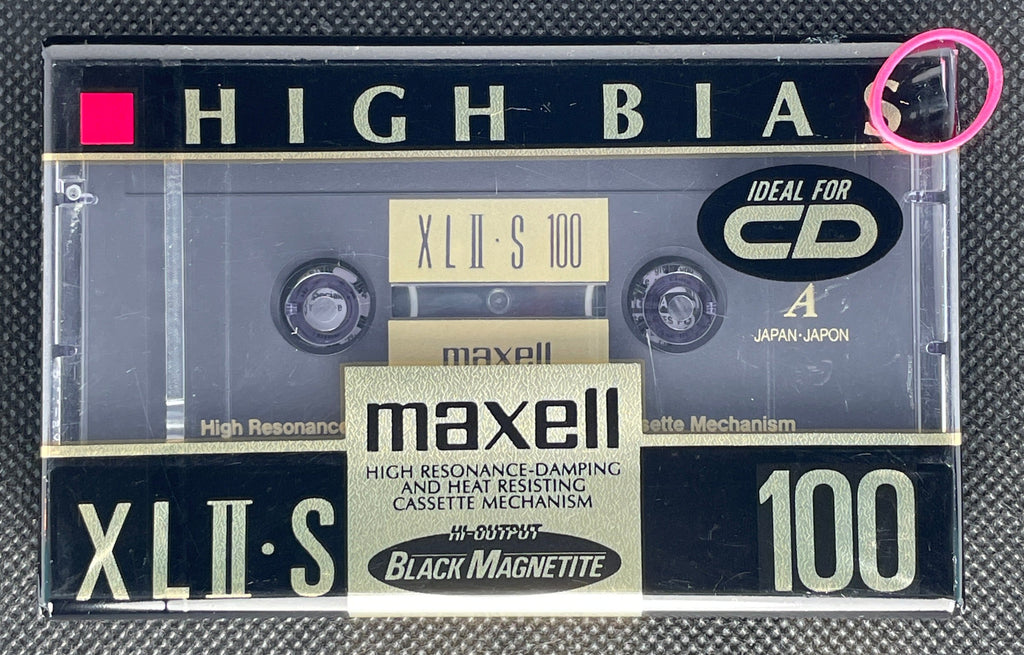 HIGH BIAS
IDEAL FOR
CD
XLII·S 100
A
JAPAN·JAPON
maxell
High Resonance
sette Mechanism
maxell
HIGH RESONANCE-DAMPING
AND HEAT RESISTING
CASSETTE MECHANISM
HI-OUTPUT
BLACK MAGNETITE
XLII·S
100